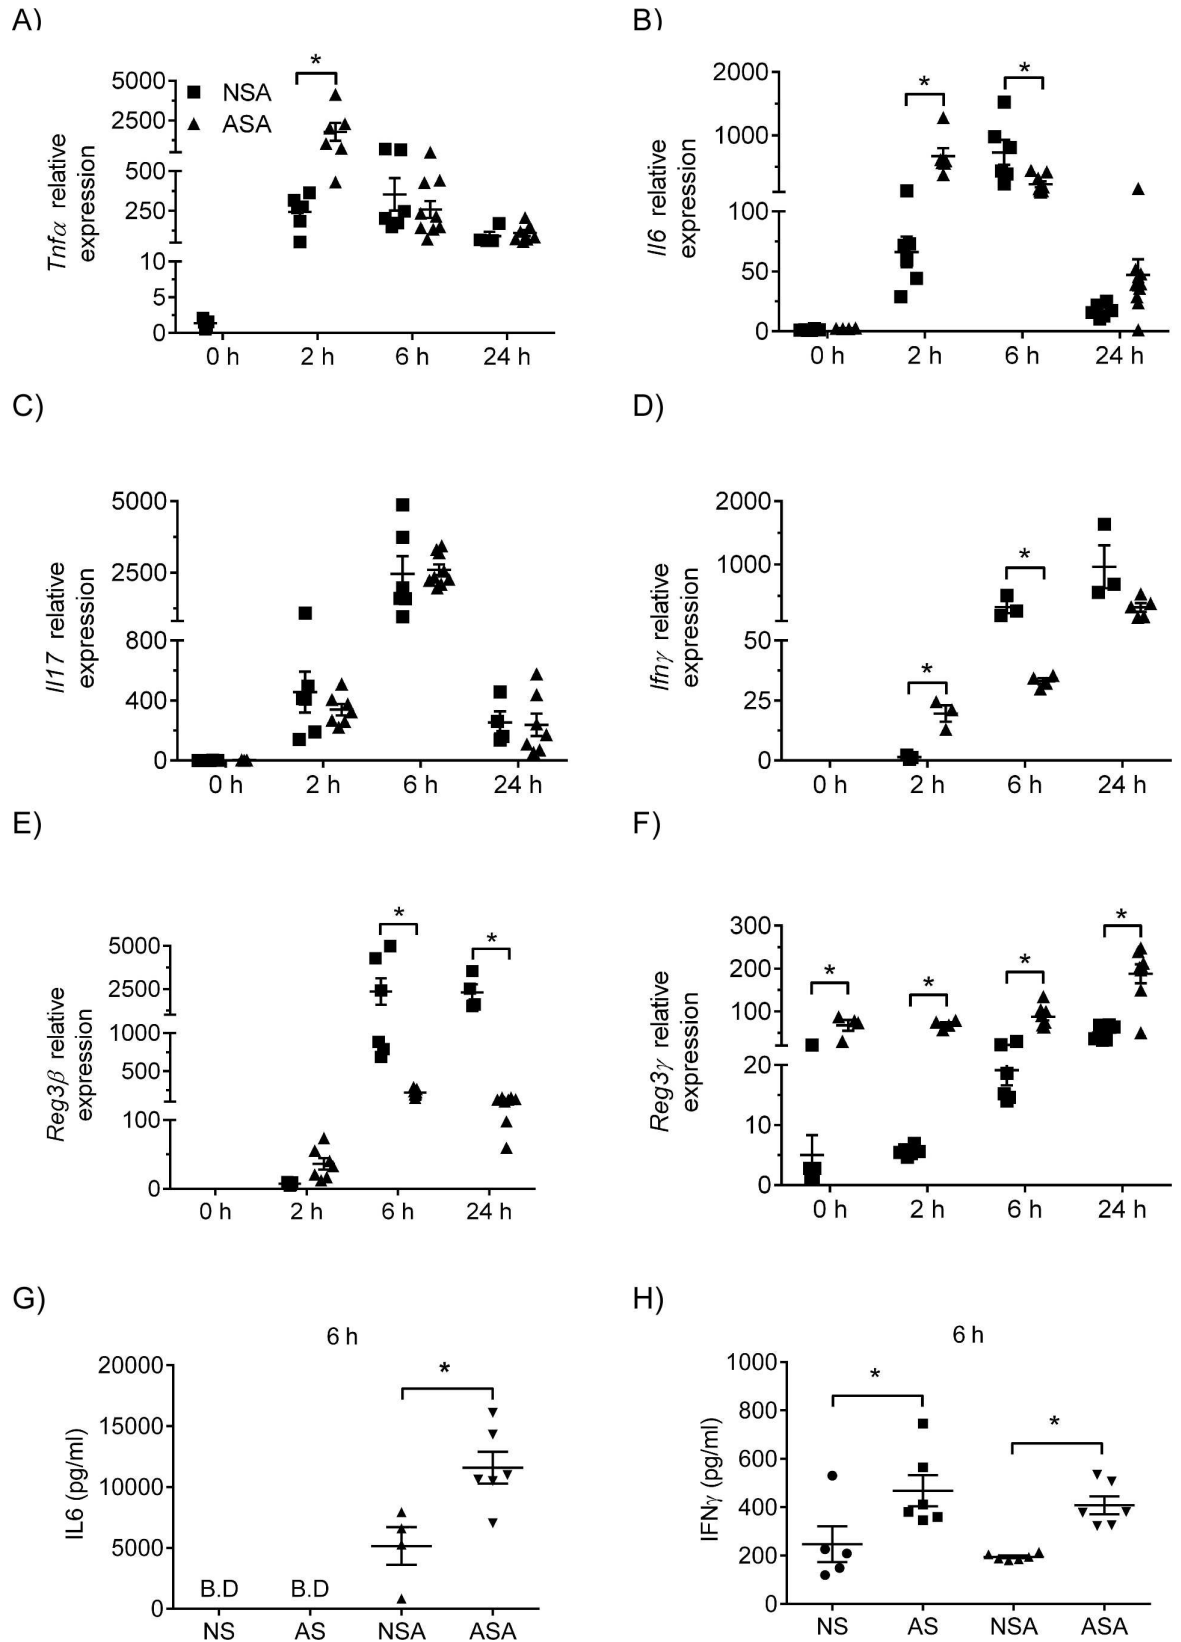 A)
*
5000
2500
500
250
10
5
0
NSA
ASA
Tnfα relative
expression
0 h 2 h 6 h 24 h
B)
* *
2000
1000
100
50
0
Il6 relative
expression
0 h 2 h 6 h 24 h
C)
5000
2500
800
400
0
Il17 relative
expression
0 h 2 h 6 h 24 h
D)
* *
2000
1000
50
25
0
Ifnγ relative
expression
0 h 2 h 6 h 24 h
E)
* *
5000
2500
1000
500
100
0
Reg3β relative
expression
0 h 2 h 6 h 24 h
F)
* * * *
300
200
100
20
10
0
Reg3γ relative
expression
0 h 2 h 6 h 24 h
G)
6 h
*
20000
15000
10000
5000
0
IL6 (pg/ml)
B.D B.D
NS AS NSA ASA
H)
6 h
* *
1000
800
600
400
200
0
IFNγ (pg/ml)
NS AS NSA ASA